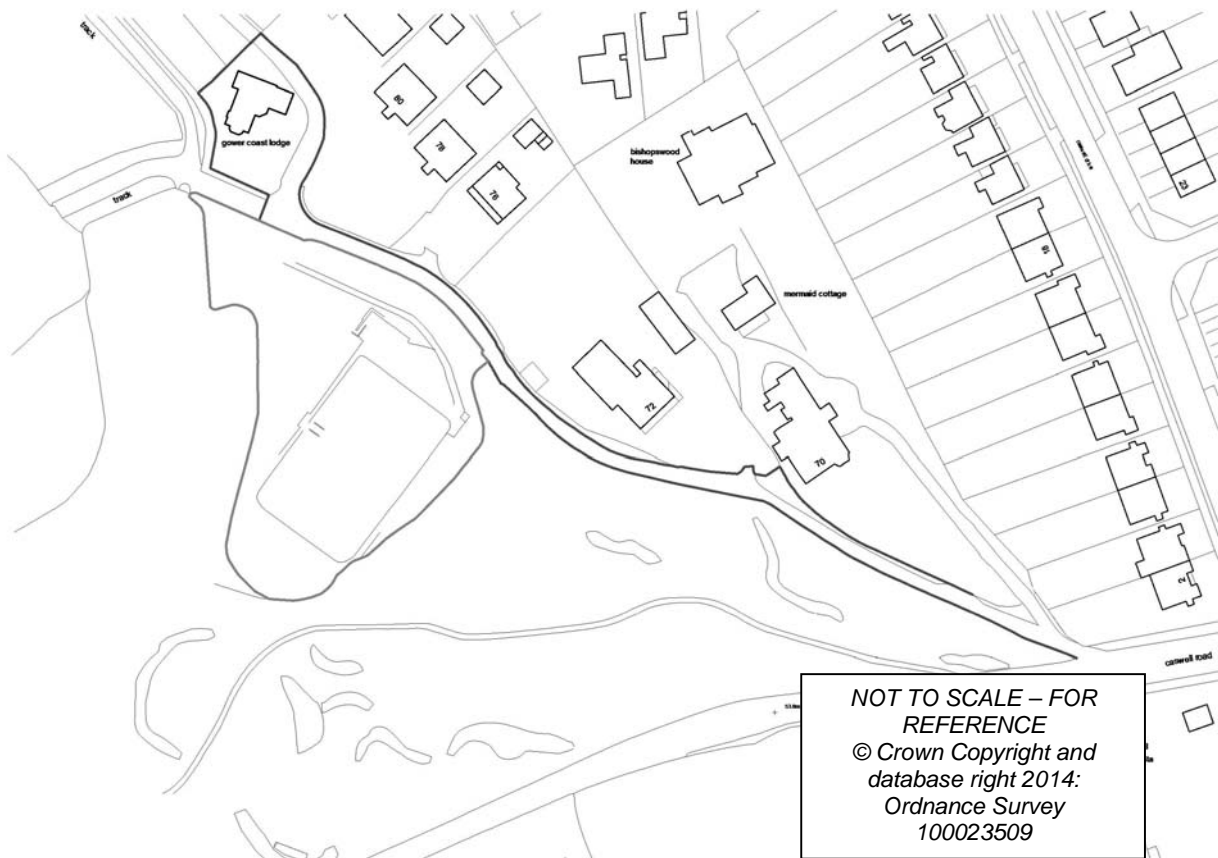 track
80
78
76
gower coast lodge
bishopswood
house
track
23
16
mermaid cottage
72
70
2
caswell road
NOT TO SCALE – FOR
REFERENCE
© Crown Copyright and
database right 2014:
Ordnance Survey
100023509